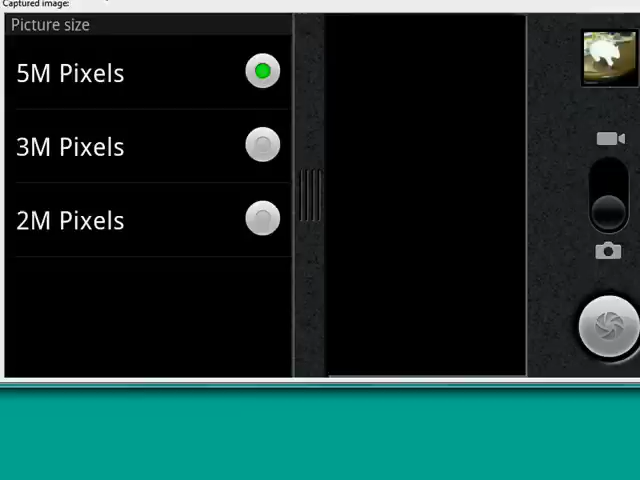 Captured image:
Picture size
5M Pixels
3M Pixels
2M Pixels